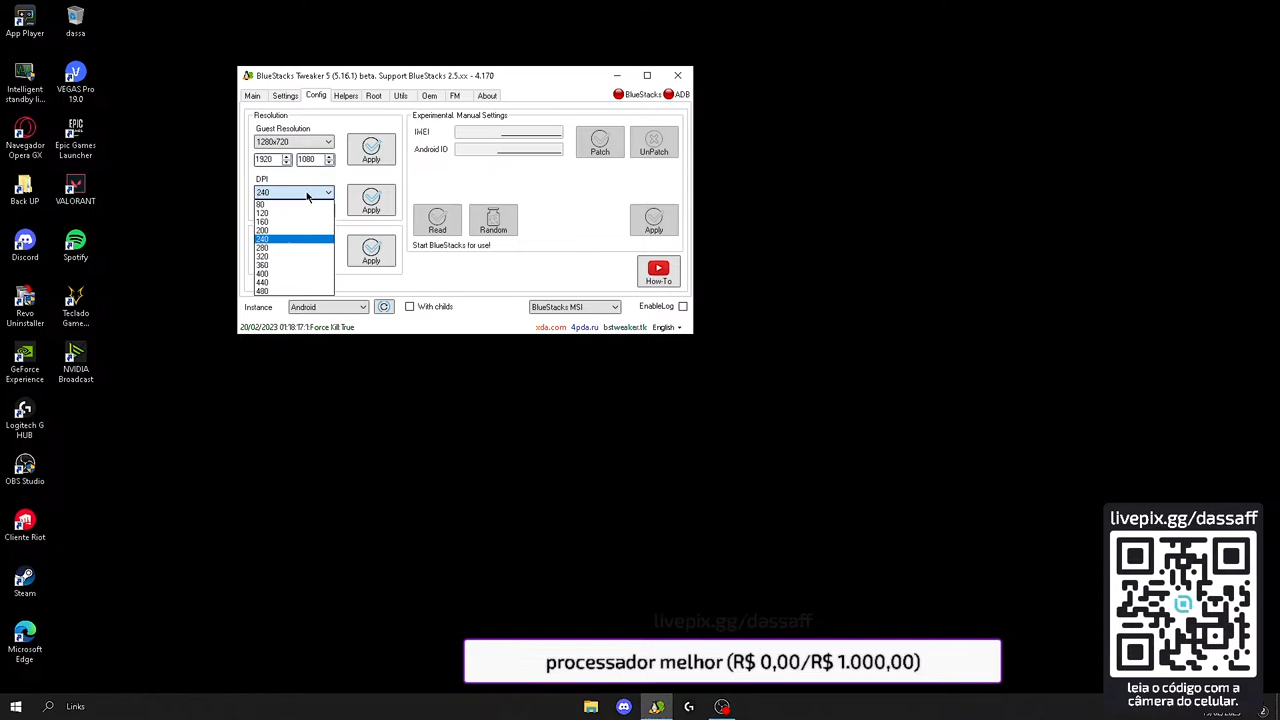 App Player
dassa
Intelligent
standby li...
VEGAS Pro
19.0
Navegador
Opera GX
Epic Games
Launcher
Back UP
VALORANT
Discord
Spotify
Revo
Uninstaller
Teclado
Game...
GeForce
Experience
NVIDIA
Broadcast
Logitech G
HUB
OBS Studio
Cliente Riot
Steam
Microsoft
Edge
BlueStacks Tweaker 5 (5.16.1) beta. Support BlueStacks 2.5.xx - 4.170
Main Settings Config Helpers Root Utils Oem FM About BlueStacks ADB
Resolution
Guest Resolution
1280x720
1920 1080
Apply
DPI
240
Apply
80
120
160
200
240
280
320
360
400
440
480
Apply
Experimental. Manual Settings
IMEI
Android ID
Patch
UnPatch
Read
Random
Apply
Start BlueStacks for use!
How-To
Instance Android With childs BlueStacks MSI EnableLog
20/02/2023 01:18:17:1:Force Kill:True xda.com 4pda.ru bstweaker.tk English
livepix.gg/dassaff
leia o código com a
câmera do celular.
livepix.gg/dassaff
processador melhor (R$ 0,00/R$ 1.000,00)
Links